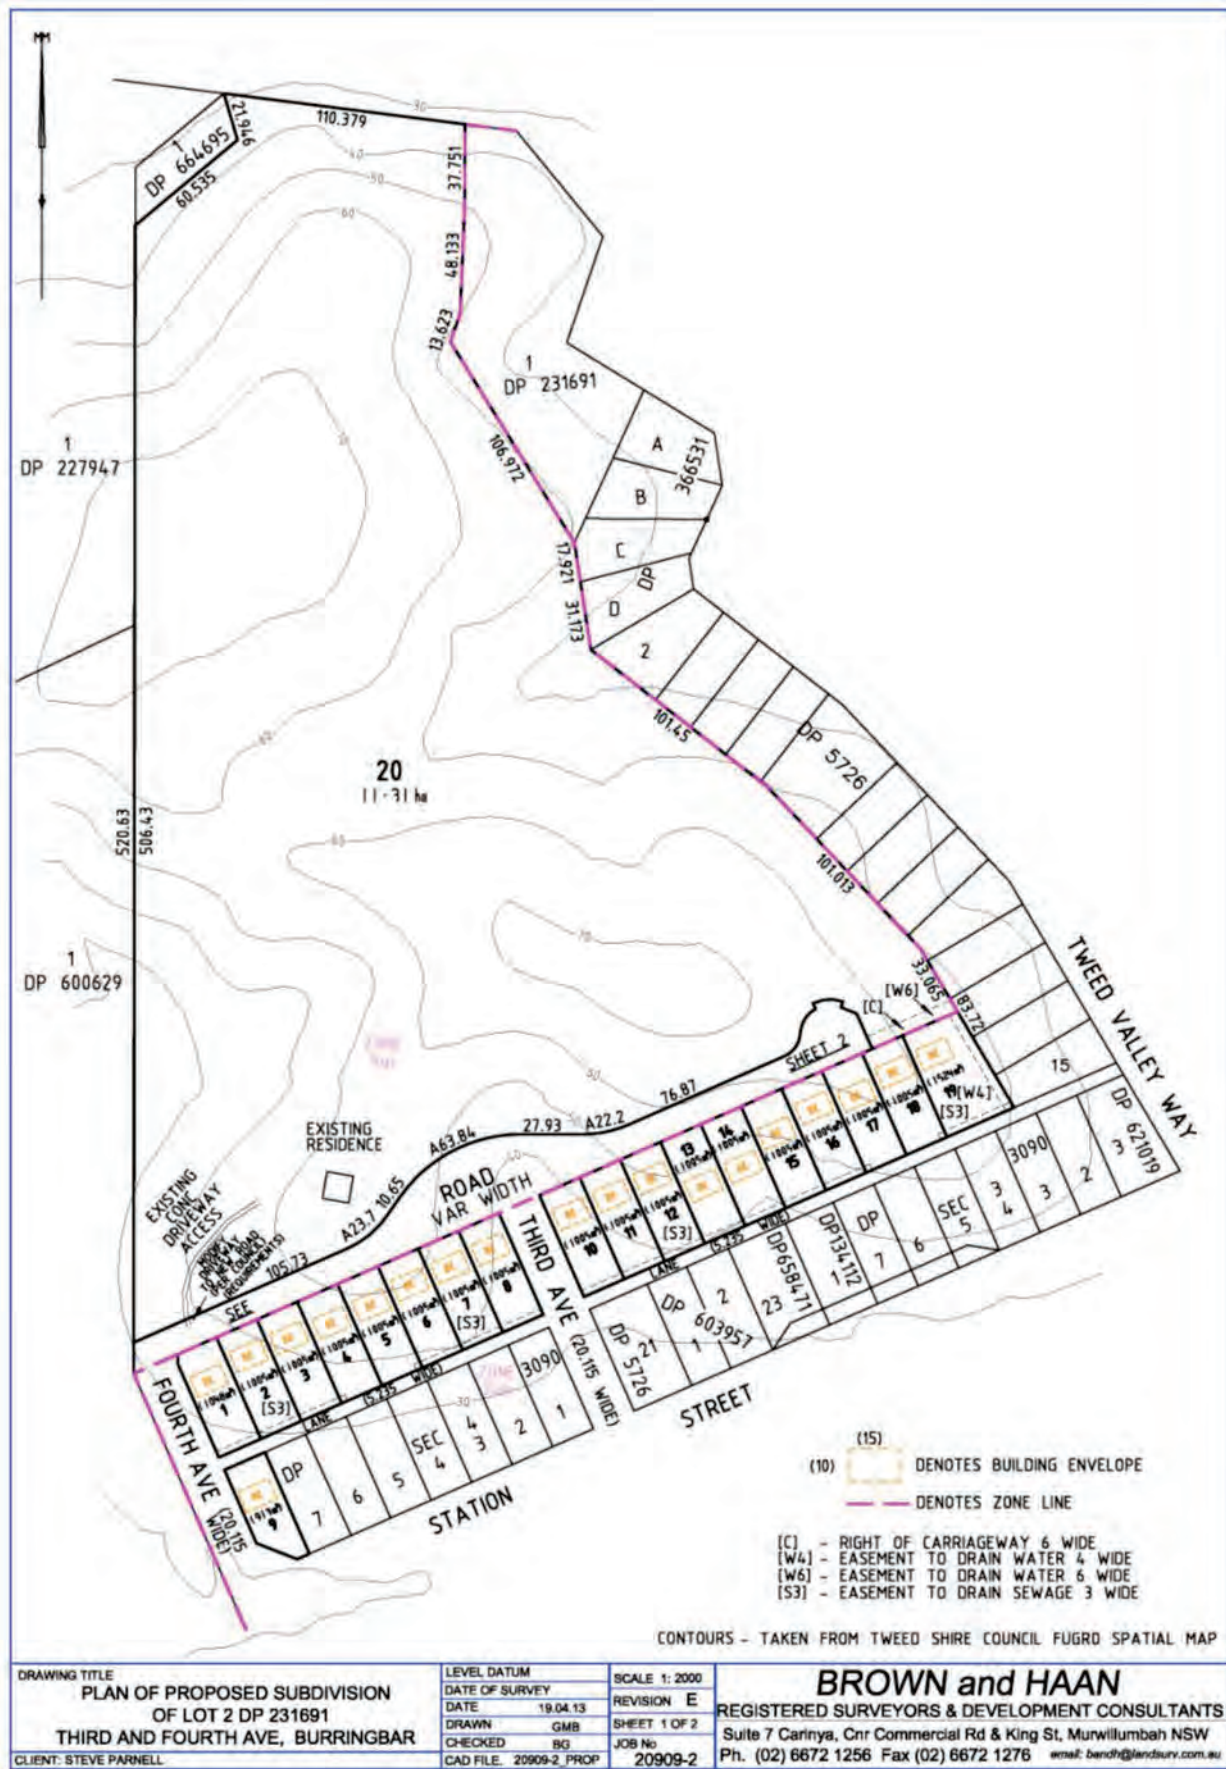 110.379
21.946
1
DP 664695
60.535
90
40
50
60
37.751
48.133
13.623
1
DP 231691
106.972
A
366531
B
C
DP
D
17.921
31.173
2
1
DP 227947
101.45
DP 5726
20
11·31 ha
520.63
506.43
101.013
1
DP 600629
33.065
83.72
[W6]
[C]
TWEED VALLEY WAY
SHEET 2
15
[W4]
[S3]
EXISTING
RESIDENCE
76.87
A22.2
27.93
A63.84
10.65
A23.7
105.73
SEE
ROAD
VAR WIDTH
EXISTING
CONC
DRIVEWAY
ACCESS
DP 621019
3
1
2
3
4
5
6
7
8
[S3]
[S3]
10
11
12
13
14
15
16
17
18
19
[S3]
THIRD AVE (20.115 WIDE)
LANE (5.235 WIDE)
LANE (5.235 WIDE)
FOURTH AVE (20.115
WIDE)
9
DP
7
6
5
SEC
4
4
3
3090
2
1
DP 5726
21
1
DP 603957
2
23
DP658471
1
DP134112
DP
7
6
SEC
5
3
4
3090
3
2
STATION
STREET
(15)
(10)
DENOTES BUILDING ENVELOPE
DENOTES ZONE LINE
[C] - RIGHT OF CARRIAGEWAY 6 WIDE
[W4] - EASEMENT TO DRAIN WATER 4 WIDE
[W6] - EASEMENT TO DRAIN WATER 6 WIDE
[S3] - EASEMENT TO DRAIN SEWAGE 3 WIDE
CONTOURS - TAKEN FROM TWEED SHIRE COUNCIL FUGRO SPATIAL MAP
DRAWING TITLE
PLAN OF PROPOSED SUBDIVISION
OF LOT 2 DP 231691
THIRD AND FOURTH AVE, BURRINGBAR
CLIENT: STEVE PARNELL
LEVEL DATUM
DATE OF SURVEY
DATE 19.04.13
DRAWN GMB
CHECKED BG
CAD FILE. 20909-2_PROP
SCALE 1: 2000
REVISION E
SHEET 1 OF 2
JOB No
20909-2
BROWN and HAAN
REGISTERED SURVEYORS & DEVELOPMENT CONSULTANTS
Suite 7 Carinya, Cnr Commercial Rd & King St, Murwillumbah NSW
Ph. (02) 6672 1256 Fax (02) 6672 1276 email: bandh@landsurv.com.au